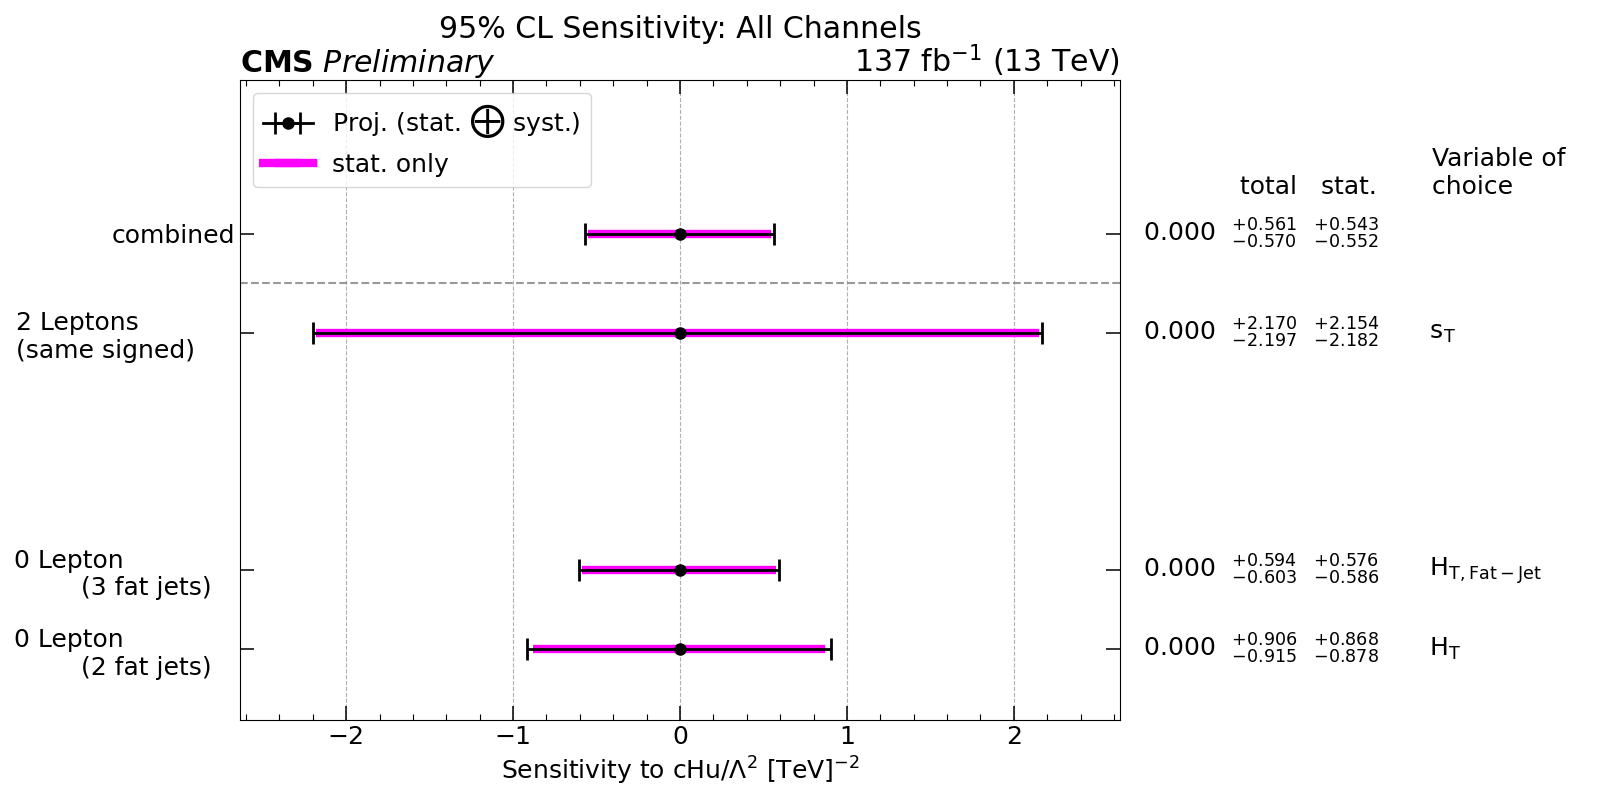 95% CL Sensitivity: All Channels
CMS Preliminary 137 fb⁻¹ (13 TeV)
Proj. (stat. ⊕ syst.)
stat. only
total stat. Variable of
choice
combined 0.000 +0.561 −0.570 +0.543 −0.552
2 Leptons
(same signed) 0.000 +2.170 −2.197 +2.154 −2.182 s_T
0 Lepton
(3 fat jets) 0.000 +0.594 −0.603 +0.576 −0.586 H_T, Fat−Jet
0 Lepton
(2 fat jets) 0.000 +0.906 −0.915 +0.868 −0.878 H_T
−2 −1 0 1 2
Sensitivity to cHu/Λ² [TeV]⁻²